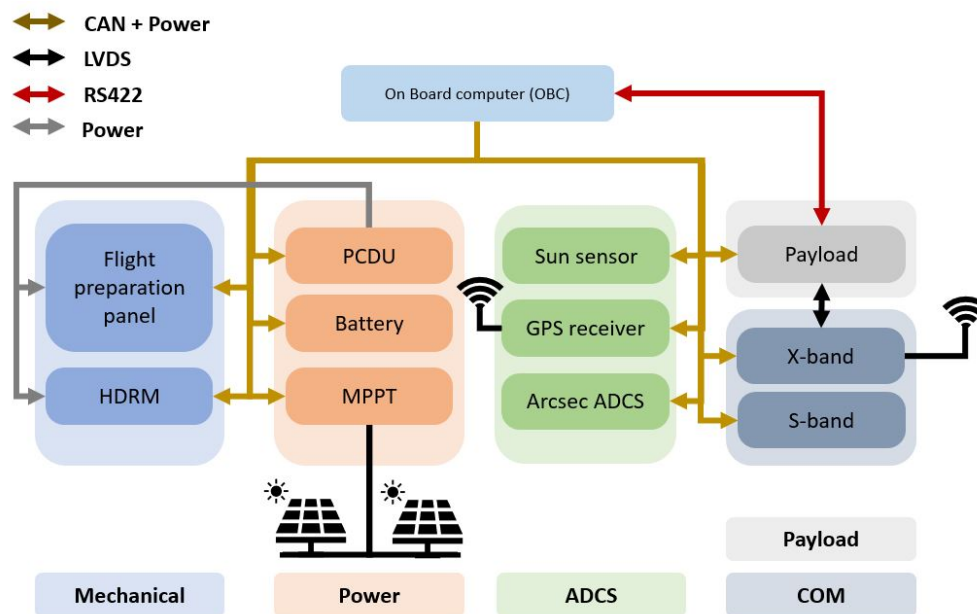 CAN + Power
LVDS
RS422
Power
On Board computer (OBC)
Flight
preparation
panel
HDRM
PCDU
Battery
MPPT
Sun sensor
GPS receiver
Arcsec ADCS
Payload
X-band
S-band
Payload
Mechanical
Power
ADCS
COM